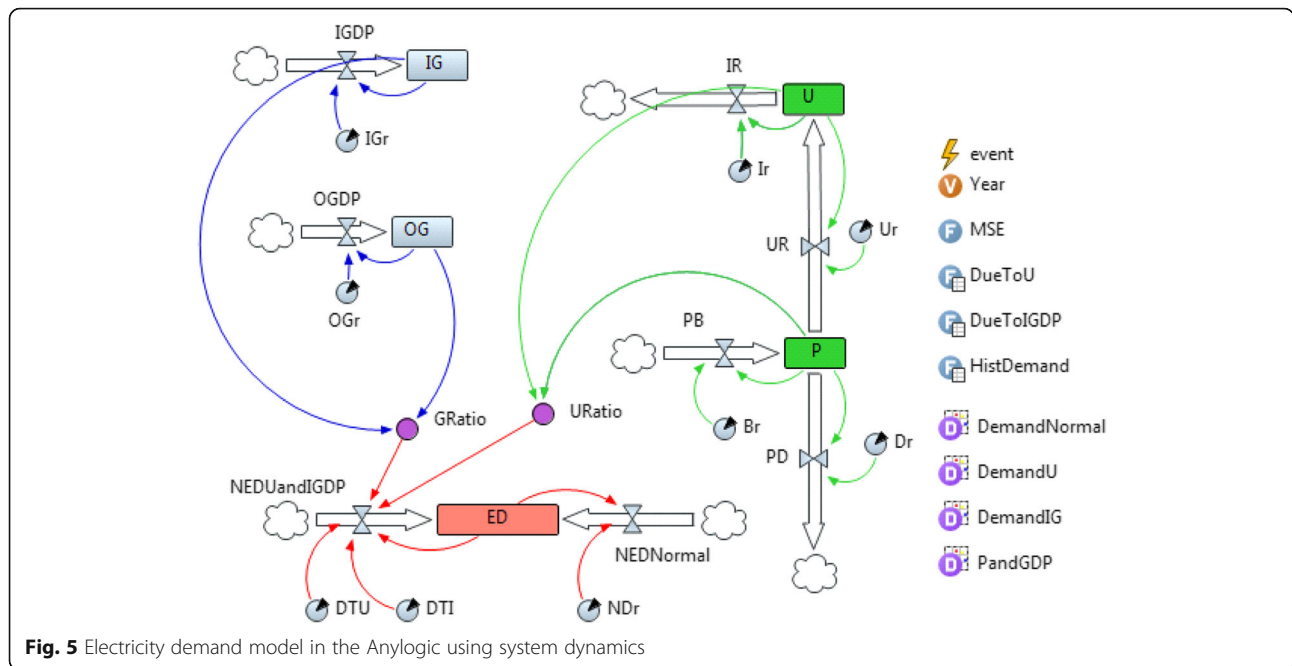 IGDP
IG
IGr
OGDP
OG
OGr
IR
U
Ir
UR
Ur
PB
P
Br
PD
Dr
GRatio
URatio
NEDUandIGDP
ED
NEDNormal
DTU
DTI
NDr
event
V Year
F MSE
F DueToU
F DueToIGDP
F HistDemand
D DemandNormal
D DemandU
D DemandIG
D PandGDP
Fig. 5 Electricity demand model in the Anylogic using system dynamics